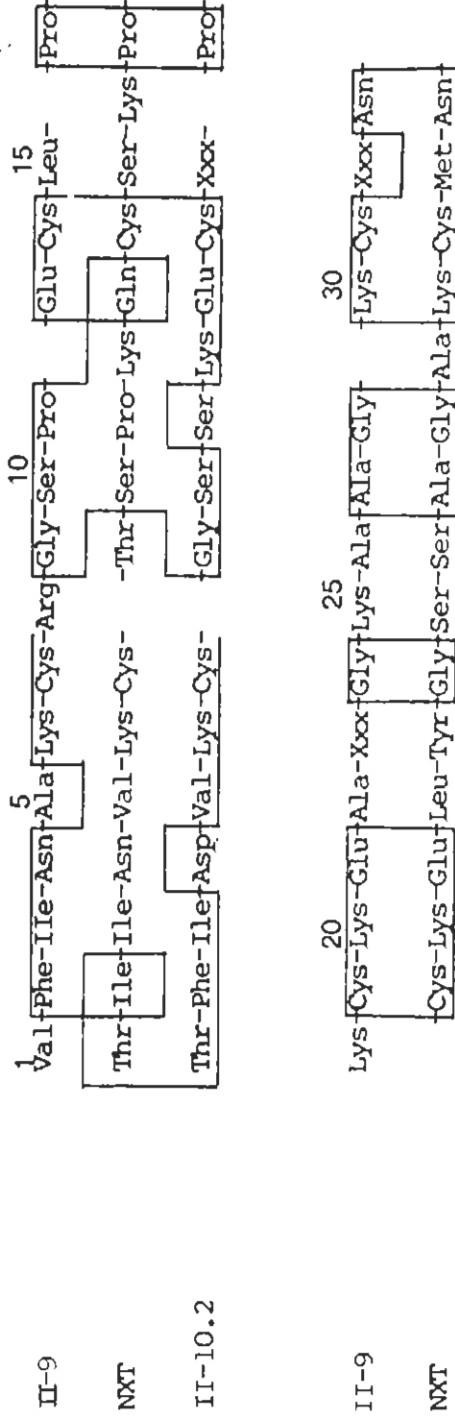 1 5 10 15
II-9 Val-Phe-Ile-Asn-Ala-Lys-Cys-Arg-Gly-Ser-Pro- -Glu-Cys-Leu- -Pro-
NXT Thr-Ile-Ile-Asn-Val-Lys-Cys- -Thr-Ser-Pro-Lys-Gln-Cys-Ser-Lys-Pro-
II-10.2 Thr-Phe-Ile-Asp-Val-Lys-Cys- -Gly-Ser-Ser-Lys-Glu-Cys-Xxx- -Pro-
20 25 30
II-9 Lys-Cys-Lys-Glu-Ala-Xxx-Gly-Lys-Ala-Ala-Gly- -Lys-Cys-Xxx-Asn-
NXT -Cys-Lys-Glu-Leu-Tyr-Gly-Ser-Ser-Ala-Gly-Ala-Lys-Cys-Met-Asn-